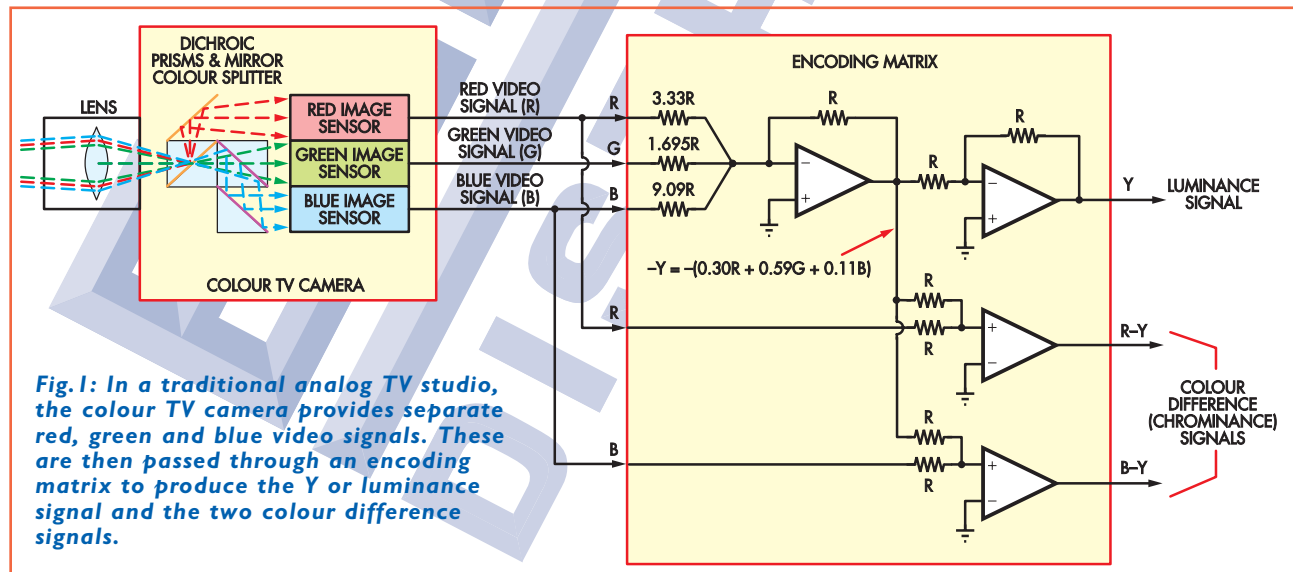 DICHROIC
PRISMS & MIRROR
COLOUR SPLITTER
LENS
RED IMAGE
SENSOR
GREEN IMAGE
SENSOR
BLUE IMAGE
SENSOR
COLOUR TV CAMERA
RED VIDEO
SIGNAL (R)
GREEN VIDEO
SIGNAL (G)
BLUE VIDEO
SIGNAL (B)
ENCODING MATRIX
R
3.33R
G
1.695R
B
9.09R
R
–
+
R
R
–
+
Y
LUMINANCE
SIGNAL
–Y = –(0.30R + 0.59G + 0.11B)
R
R
R
+
–
R–Y
B
R
R
+
–
B–Y
COLOUR
DIFFERENCE
(CHROMINANCE)
SIGNALS
Fig.1: In a traditional analog TV studio,
the colour TV camera provides separate
red, green and blue video signals. These
are then passed through an encoding
matrix to produce the Y or luminance
signal and the two colour difference
signals.